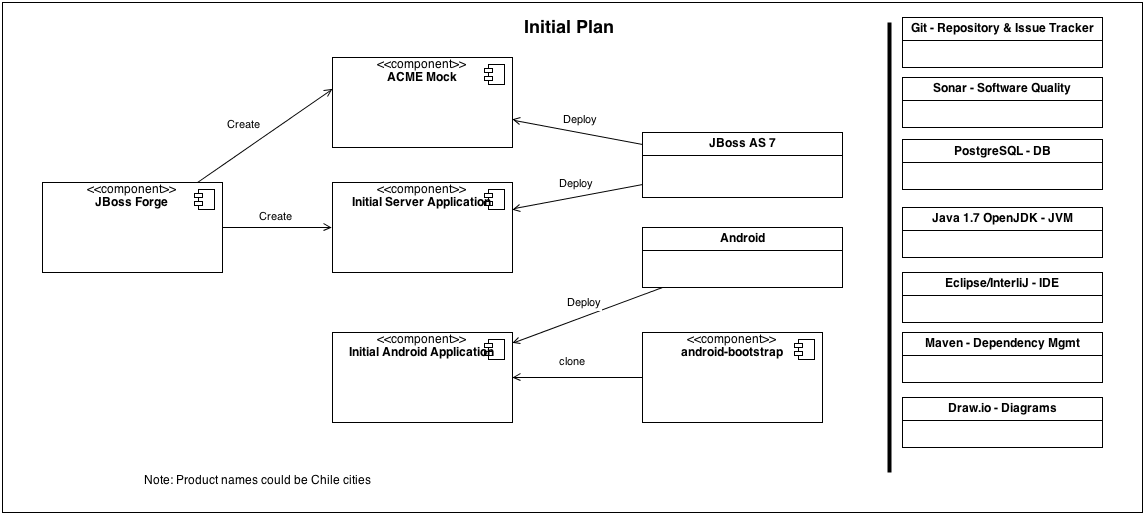 Initial Plan
<<component>>
ACME Mock
Create
Deploy
JBoss AS 7
<<component>>
JBoss Forge
Create
<<component>>
Initial Server Application
Deploy
Android
Deploy
<<component>>
Initial Android Application
clone
<<component>>
android-bootstrap
Note: Product names could be Chile cities
Git - Repository & Issue Tracker
Sonar - Software Quality
PostgreSQL - DB
Java 1.7 OpenJDK - JVM
Eclipse/InterliJ - IDE
Maven - Dependency Mgmt
Draw.io - Diagrams